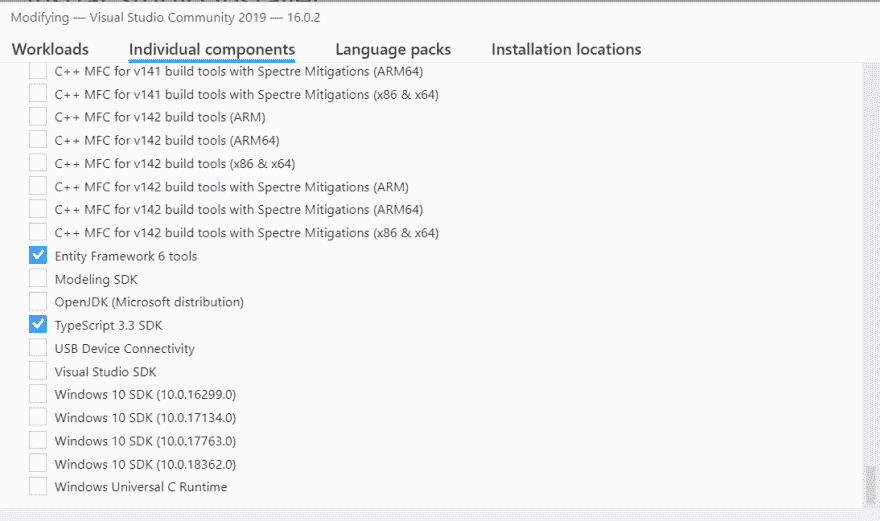 Modifying — Visual Studio Community 2019 — 16.0.2
Workloads Individual components Language packs Installation locations
C++ MFC for v141 build tools with Spectre Mitigations (ARM64)
C++ MFC for v141 build tools with Spectre Mitigations (x86 & x64)
C++ MFC for v142 build tools (ARM)
C++ MFC for v142 build tools (ARM64)
C++ MFC for v142 build tools (x86 & x64)
C++ MFC for v142 build tools with Spectre Mitigations (ARM)
C++ MFC for v142 build tools with Spectre Mitigations (ARM64)
C++ MFC for v142 build tools with Spectre Mitigations (x86 & x64)
Entity Framework 6 tools
Modeling SDK
OpenJDK (Microsoft distribution)
TypeScript 3.3 SDK
USB Device Connectivity
Visual Studio SDK
Windows 10 SDK (10.0.16299.0)
Windows 10 SDK (10.0.17134.0)
Windows 10 SDK (10.0.17763.0)
Windows 10 SDK (10.0.18362.0)
Windows Universal C Runtime